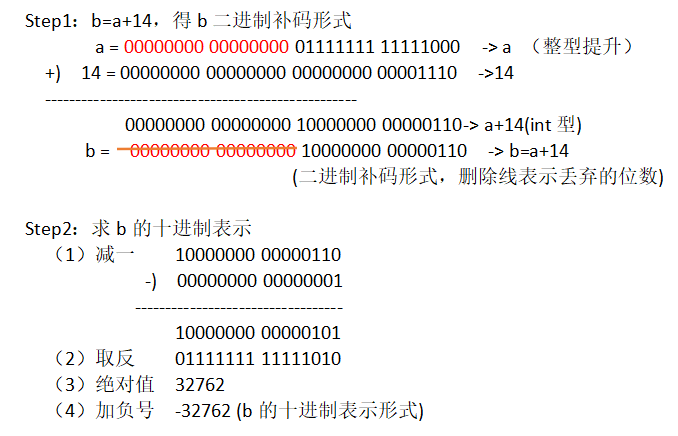 Step1：b=a+14，得 b 二进制补码形式
a = 00000000 00000000 01111111 11111000 -> a （整型提升）
+) 14 = 00000000 00000000 00000000 00001110 ->14
----------------------------------------------------
00000000 00000000 10000000 00000110-> a+14(int 型)
b = 00000000 00000000 10000000 00000110 -> b=a+14
(二进制补码形式，删除线表示丢弃的位数)
Step2：求 b 的十进制表示
（1）减一 10000000 00000110
-) 00000000 00000001
-----------------------------------
10000000 00000101
（2）取反 01111111 11111010
（3）绝对值 32762
（4）加负号 -32762 (b 的十进制表示形式)